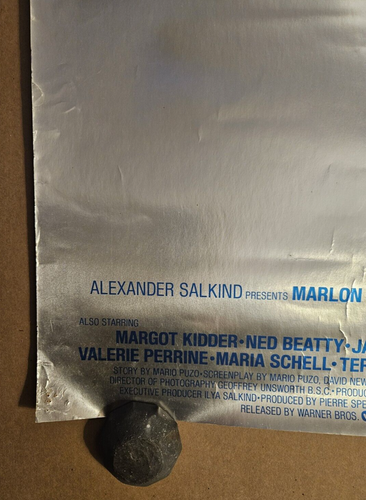 ALEXANDER SALKIND PRESENTS MARLON
ALSO STARRING
MARGOT KIDDER • NED BEATTY • JA
VALERIE PERRINE • MARIA SCHELL • TER
STORY BY MARIO PUZO • SCREENPLAY BY MARIO PUZO, DAVID NEW
DIRECTOR OF PHOTOGRAPHY GEOFFREY UNSWORTH B.S.C. • PRODUC
EXECUTIVE PRODUCER ILYA SALKIND • PRODUCED BY PIERRE SPE
RELEASED BY WARNER BROS.